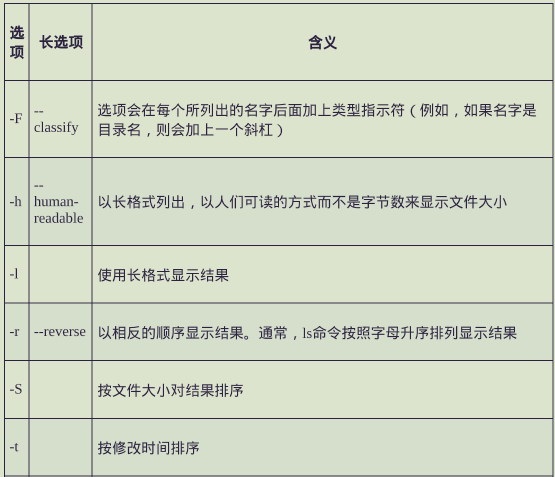 选
项
长选项
含义
-F
--
classify
选项会在每个所列出的名字后面加上类型指示符（例如，如果名字是
目录名，则会加上一个斜杠）
-h
--
human-
readable
以长格式列出，以人们可读的方式而不是字节数来显示文件大小
-l
使用长格式显示结果
-r
--reverse
以相反的顺序显示结果。通常，ls命令按照字母升序排列显示结果
-S
按文件大小对结果排序
-t
按修改时间排序